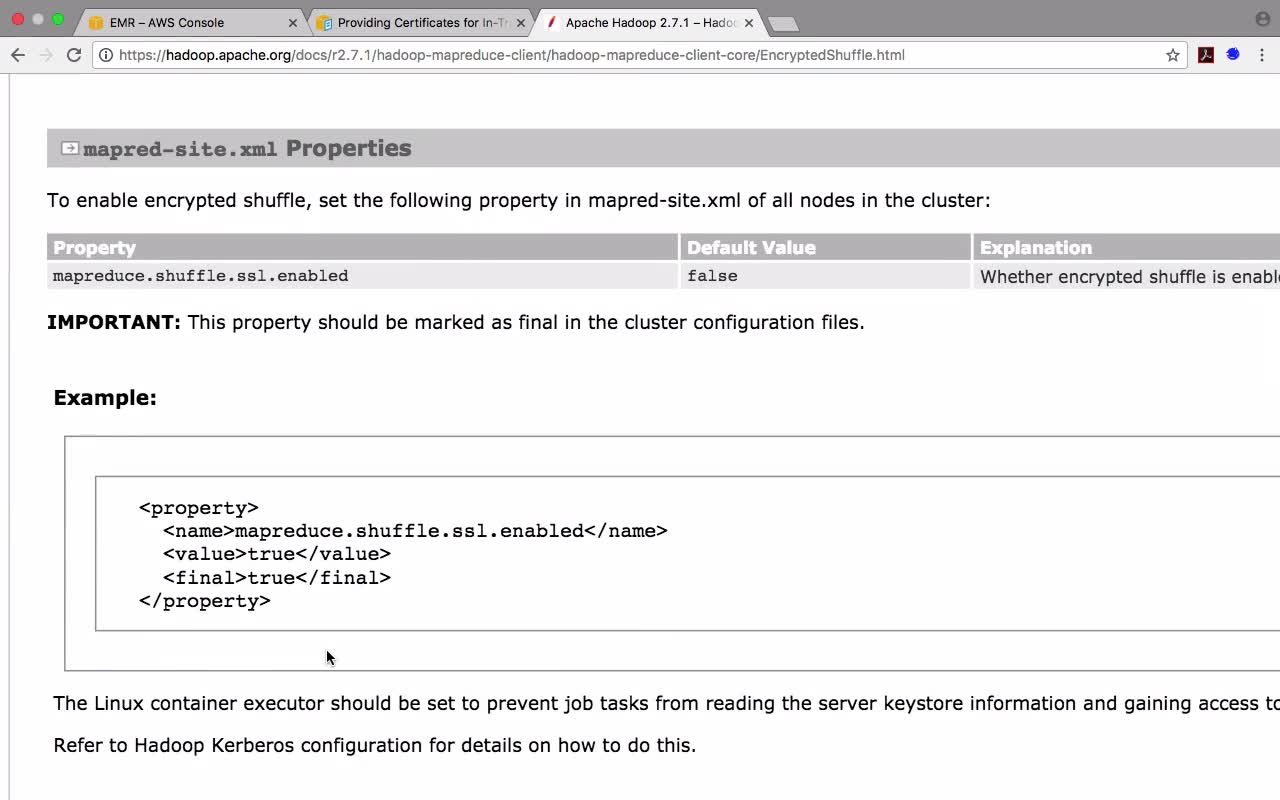 EMR – AWS Console
Providing Certificates for In-Tr
Apache Hadoop 2.7.1 – Hado
https://hadoop.apache.org/docs/r2.7.1/hadoop-mapreduce-client/hadoop-mapreduce-client-core/EncryptedShuffle.html
mapred-site.xml Properties
To enable encrypted shuffle, set the following property in mapred-site.xml of all nodes in the cluster:
Property Default Value Explanation
mapreduce.shuffle.ssl.enabled false Whether encrypted shuffle is enabl
IMPORTANT: This property should be marked as final in the cluster configuration files.
Example:
<property>
<name>mapreduce.shuffle.ssl.enabled</name>
<value>true</value>
<final>true</final>
</property>
The Linux container executor should be set to prevent job tasks from reading the server keystore information and gaining access to
Refer to Hadoop Kerberos configuration for details on how to do this.